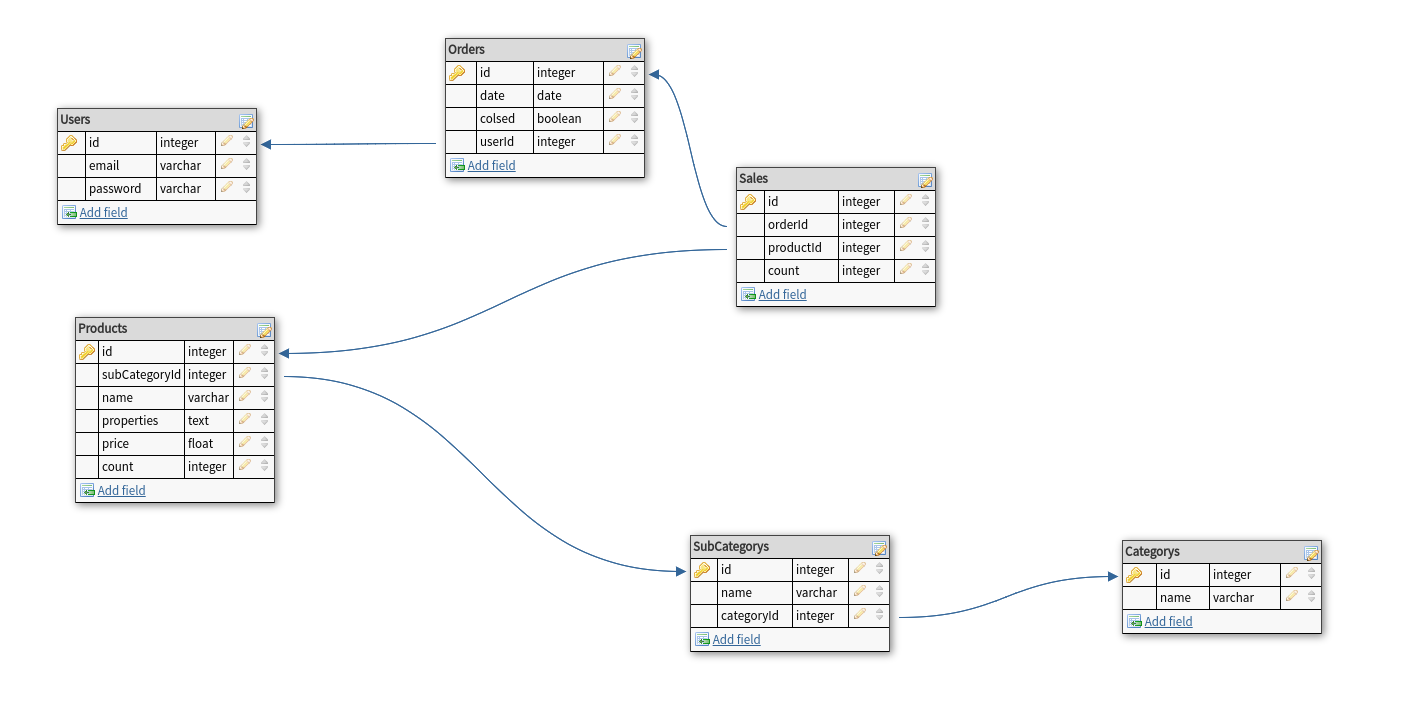 Orders
id integer
date date
colsed boolean
userId integer
Add field
Users
id integer
email varchar
password varchar
Add field
Sales
id integer
orderId integer
productId integer
count integer
Add field
Products
id integer
subCategoryId integer
name varchar
properties text
price float
count integer
Add field
SubCategorys
id integer
name varchar
categoryId integer
Add field
Categorys
id integer
name varchar
Add field